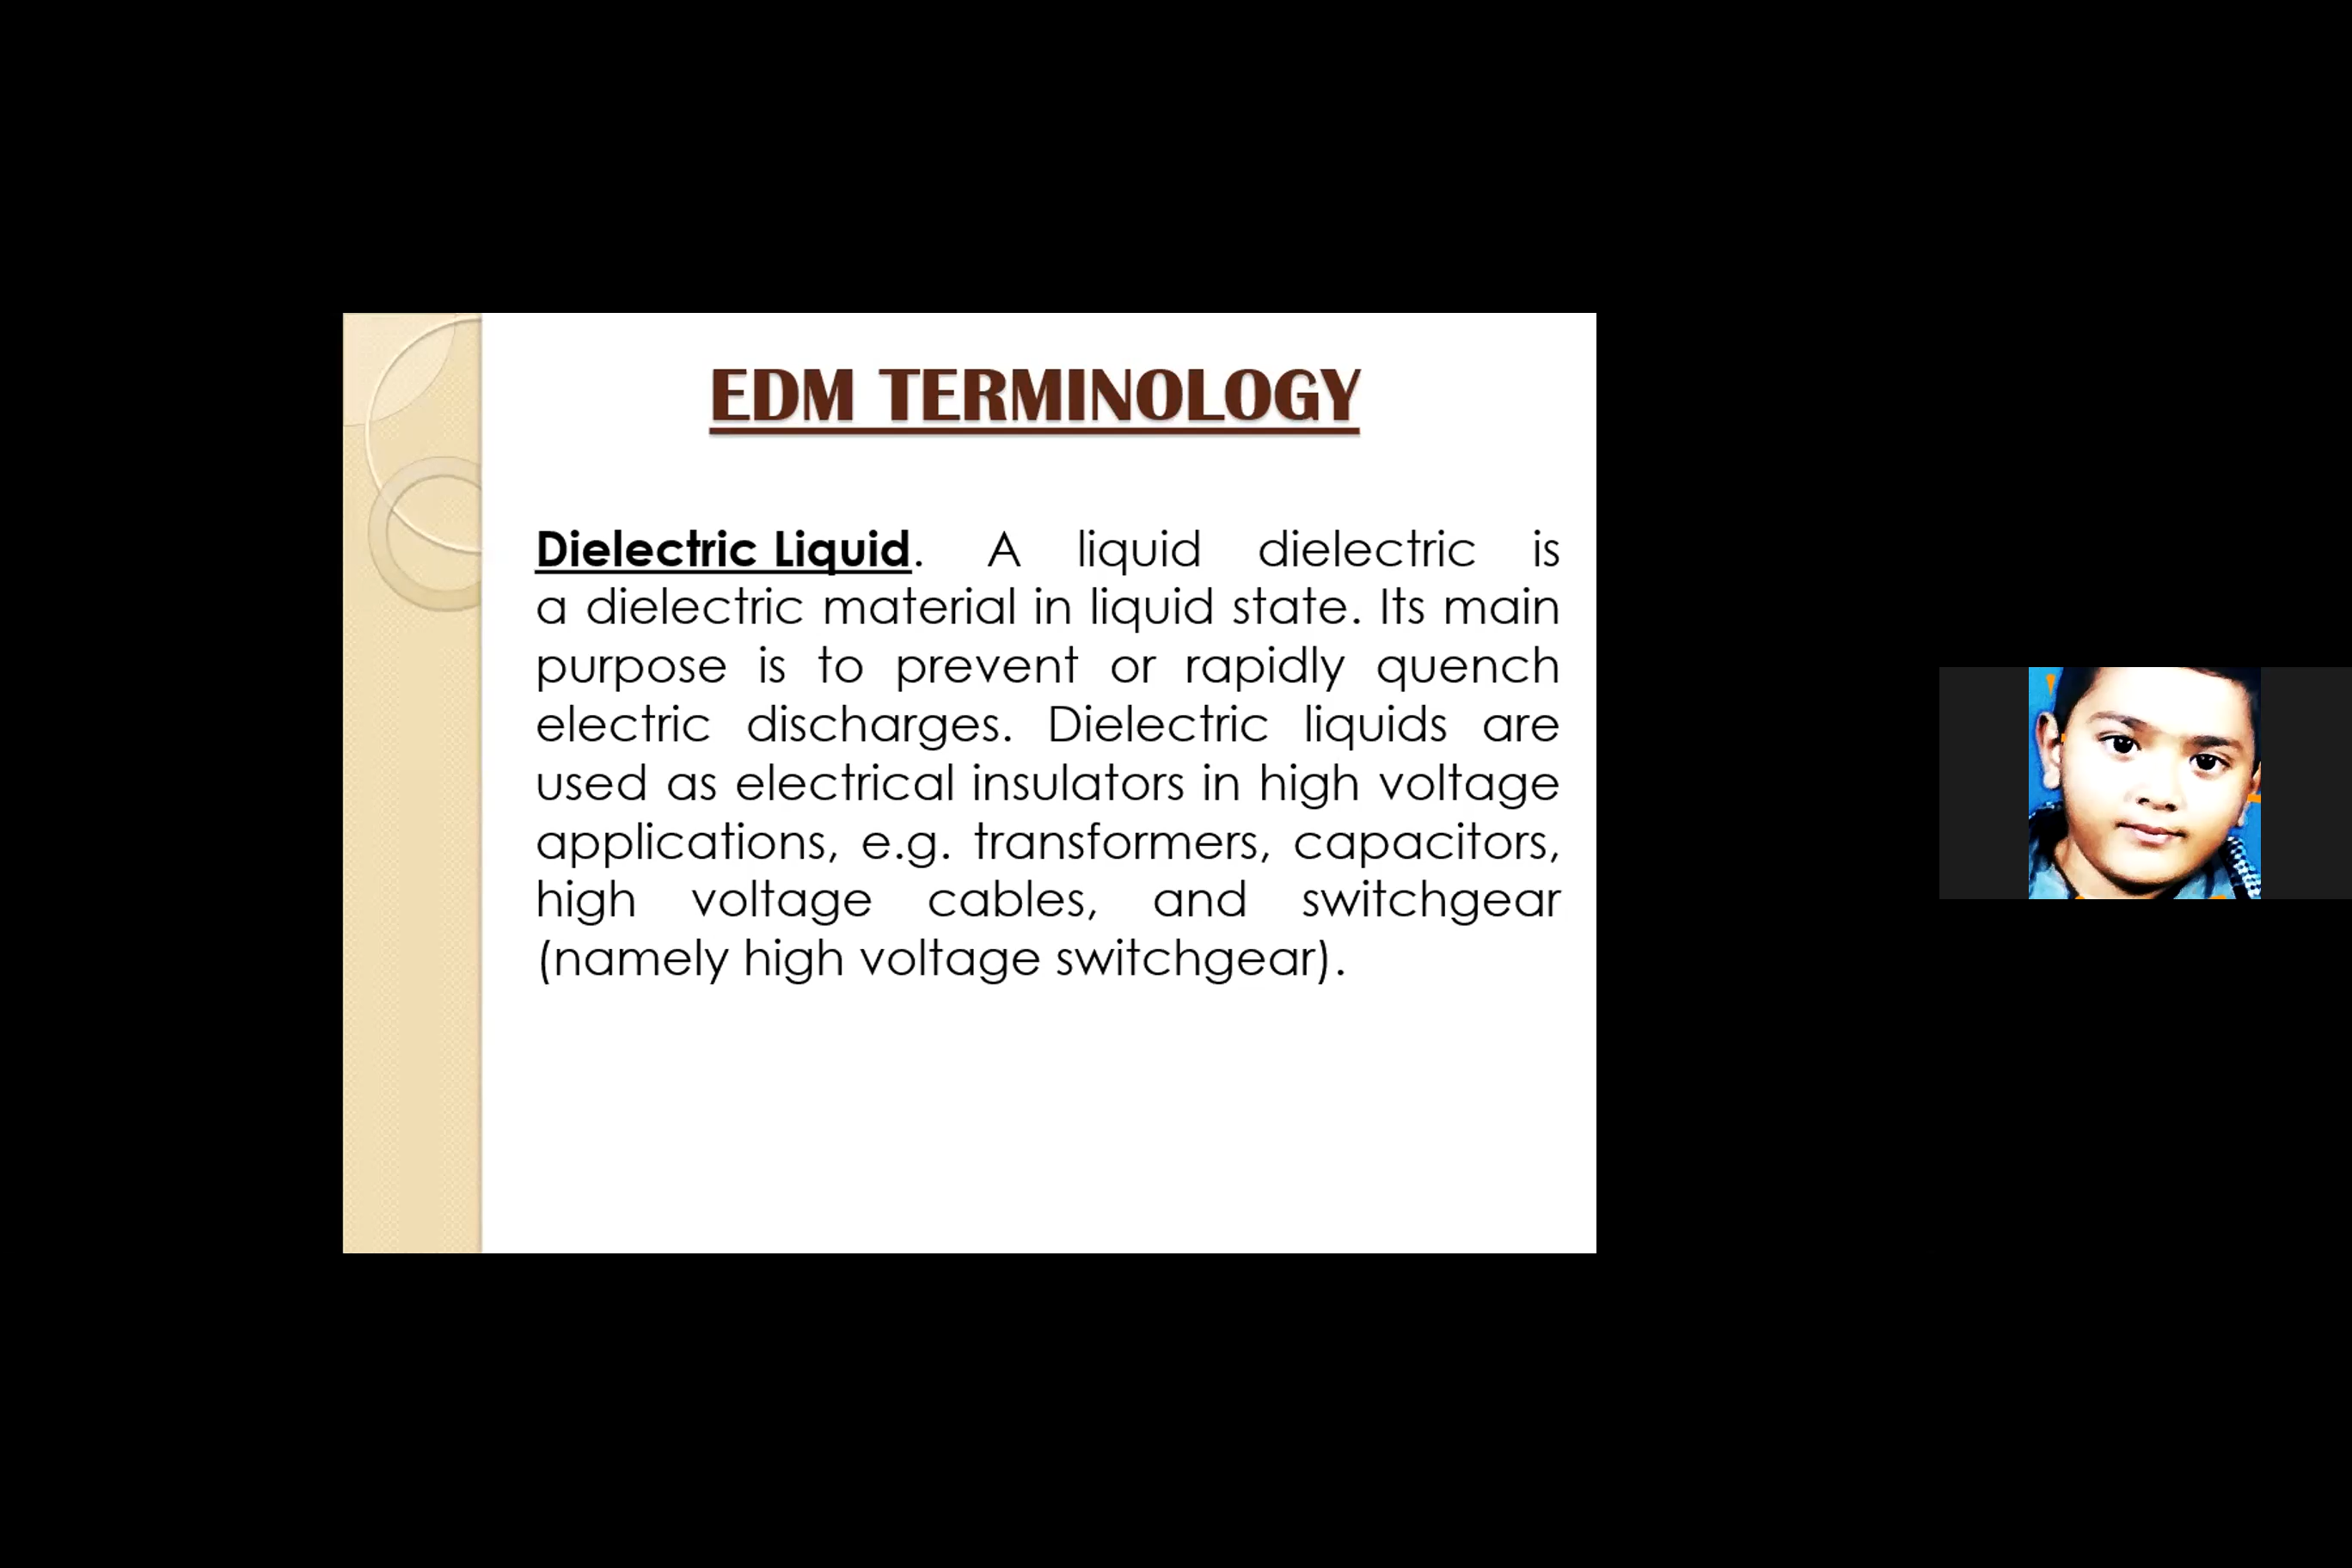 EDM TERMINOLOGY
Dielectric Liquid. A liquid dielectric is
a dielectric material in liquid state. Its main
purpose is to prevent or rapidly quench
electric discharges. Dielectric liquids are
used as electrical insulators in high voltage
applications, e.g. transformers, capacitors,
high voltage cables, and switchgear
(namely high voltage switchgear).